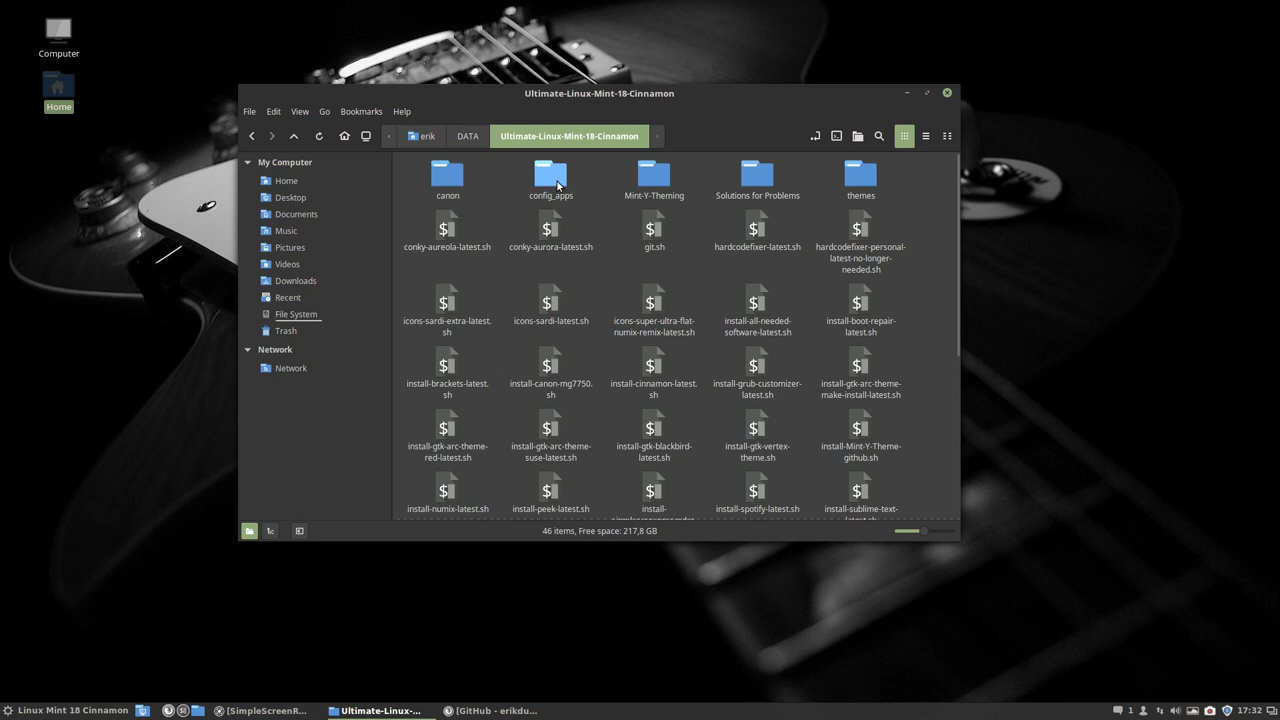 Computer
Home
Ultimate-Linux-Mint-18-Cinnamon
File Edit View Go Bookmarks Help
erik DATA Ultimate-Linux-Mint-18-Cinnamon
My Computer
Home
Desktop
Documents
Music
Pictures
Videos
Downloads
Recent
File System
Trash
Network
Network
canon config_apps Mint-Y-Theming Solutions for Problems themes
conky-aureola-latest.sh conky-aurora-latest.sh git.sh hardcodefixer-latest.sh hardcodefixer-personal-
latest-no-longer-
needed.sh
icons-sardi-extra-latest. icons-sardi-latest.sh icons-super-ultra-flat- install-all-needed- install-boot-repair-
sh numix-remix-latest.sh software-latest.sh latest.sh
install-brackets-latest. install-canon-mg7750. install-cinnamon-latest. install-grub-customizer- install-gtk-arc-theme-
sh sh sh latest.sh make-install-latest.sh
install-gtk-arc-theme- install-gtk-arc-theme- install-gtk-blackbird- install-gtk-vertex- install-Mint-Y-Theme-
red-latest.sh suse-latest.sh latest.sh theme.sh github.sh
install-numix-latest.sh install-peek-latest.sh install- install-spotify-latest.sh install-sublime-text-
46 items, Free space: 217,8 GB
Linux Mint 18 Cinnamon [SimpleScreenR... Ultimate-Linux-... [GitHub - erikdu... 1 17:32